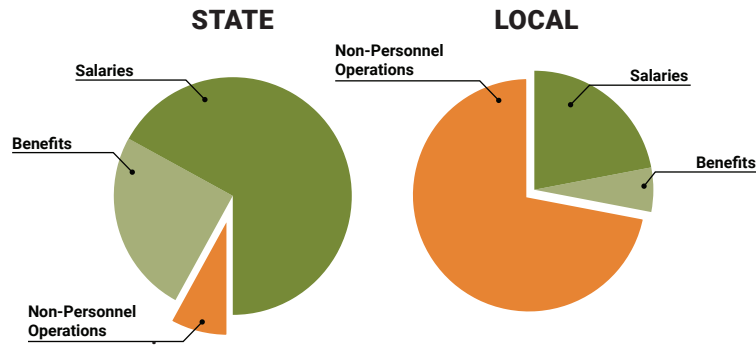 STATE
Salaries
Benefits
Non-Personnel
Operations
LOCAL
Non-Personnel
Operations
Salaries
Benefits